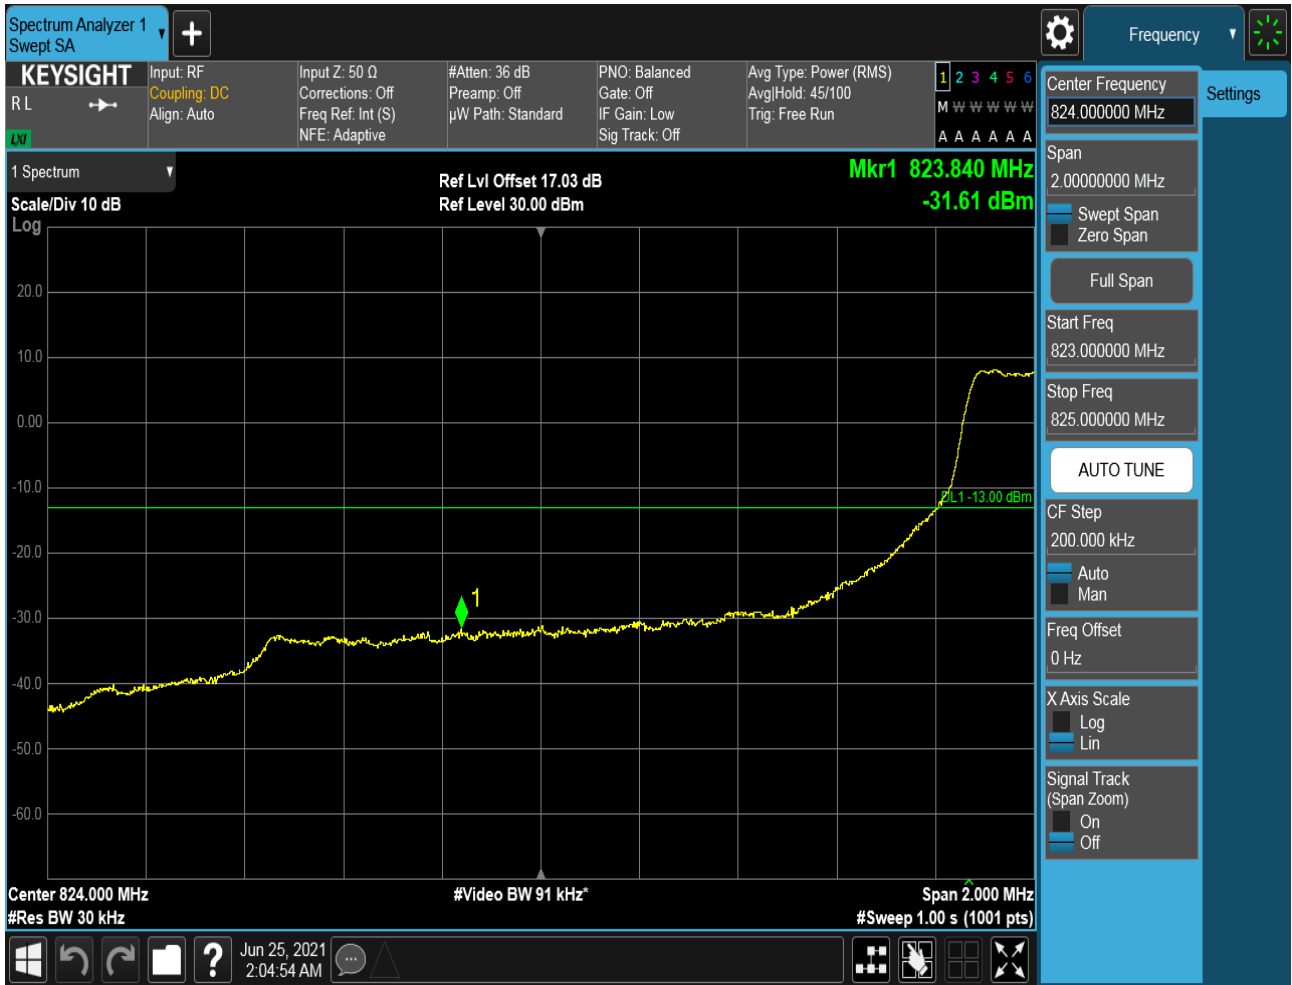 Spectrum Analyzer 1
Swept SA
Frequency
KEYSIGHT
R L
LXI
Input: RF
Coupling: DC
Align: Auto
Input Z: 50 Ω
Corrections: Off
Freq Ref: Int (S)
NFE: Adaptive
#Atten: 36 dB
Preamp: Off
µW Path: Standard
PNO: Balanced
Gate: Off
IF Gain: Low
Sig Track: Off
Avg Type: Power (RMS)
Avg|Hold: 45/100
Trig: Free Run
1 2 3 4 5 6
M W W W W W
A A A A A A
1 Spectrum
Scale/Div 10 dB
Log
Ref Lvl Offset 17.03 dB
Ref Level 30.00 dBm
Mkr1 823.840 MHz
-31.61 dBm
20.0
10.0
0.00
-10.0
-20.0
-30.0
-40.0
-50.0
-60.0
DL1 -13.00 dBm
1
Center 824.000 MHz
#Res BW 30 kHz
#Video BW 91 kHz*
Span 2.000 MHz
#Sweep 1.00 s (1001 pts)
Jun 25, 2021
2:04:54 AM
Center Frequency
824.000000 MHz
Settings
Span
2.00000000 MHz
Swept Span
Zero Span
Full Span
Start Freq
823.000000 MHz
Stop Freq
825.000000 MHz
AUTO TUNE
CF Step
200.000 kHz
Auto
Man
Freq Offset
0 Hz
X Axis Scale
Log
Lin
Signal Track
(Span Zoom)
On
Off